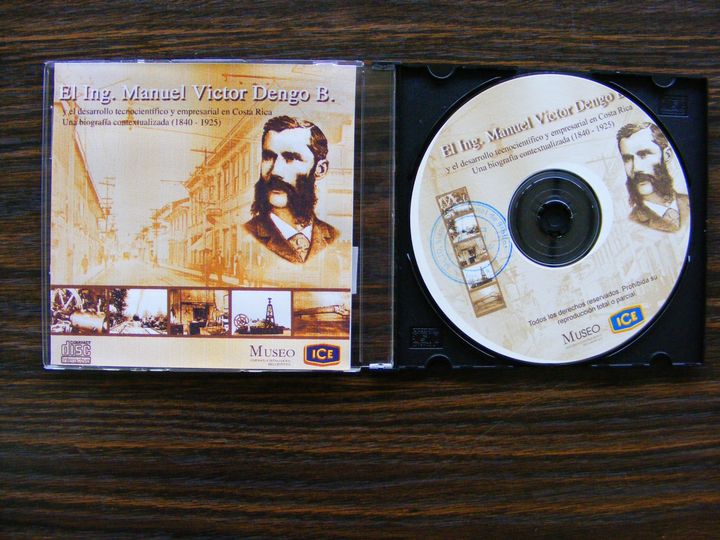 El Ing. Manuel Victor Dengo B.
y el desarrollo tecnocientífico y empresarial en Costa Rica
Una biografía contextualizada (1840 - 1925)
COMPACT
disc
MUSEO
ICE
El Ing. Manuel Victor Dengo B.
y el desarrollo tecnocientífico y empresarial en Costa Rica
Una biografía contextualizada (1840 - 1925)
Todos los derechos reservados. Prohibida su
reproducción total o parcial.
MUSEO
ICE